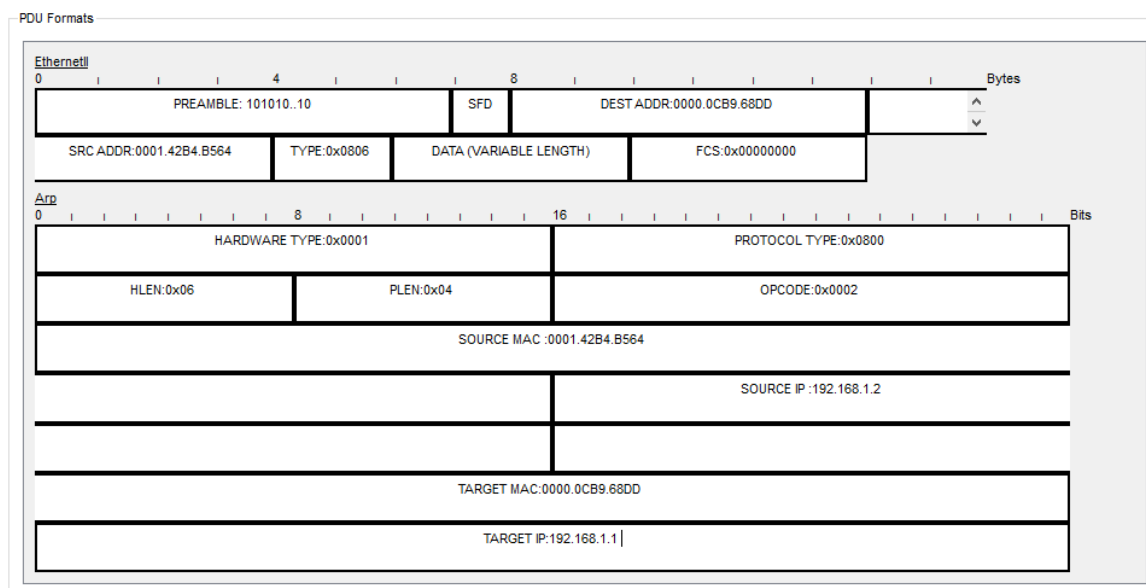 PDU Formats
EthernetII
0 4 8 Bytes
PREAMBLE: 101010..10 SFD DEST ADDR:0000.0CB9.68DD
SRC ADDR:0001.42B4.B564 TYPE:0x0806 DATA (VARIABLE LENGTH) FCS:0x00000000
Arp
0 8 16 Bits
HARDWARE TYPE:0x0001 PROTOCOL TYPE:0x0800
HLEN:0x06 PLEN:0x04 OPCODE:0x0002
SOURCE MAC :0001.42B4.B564
SOURCE IP :192.168.1.2
TARGET MAC:0000.0CB9.68DD
TARGET IP:192.168.1.1